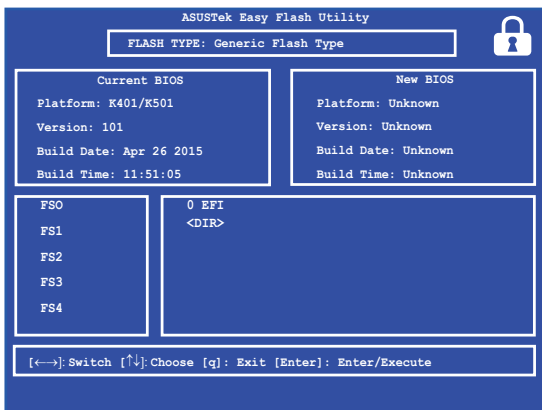 ASUSTek Easy Flash Utility
FLASH TYPE: Generic Flash Type
Current BIOS
Platform: K401/K501
Version: 101
Build Date: Apr 26 2015
Build Time: 11:51:05
New BIOS
Platform: Unknown
Version: Unknown
Build Date: Unknown
Build Time: Unknown
FSO
FS1
FS2
FS3
FS4
0 EFI
<DIR>
[←→]: Switch [↑↓]: Choose [q]: Exit [Enter]: Enter/Execute